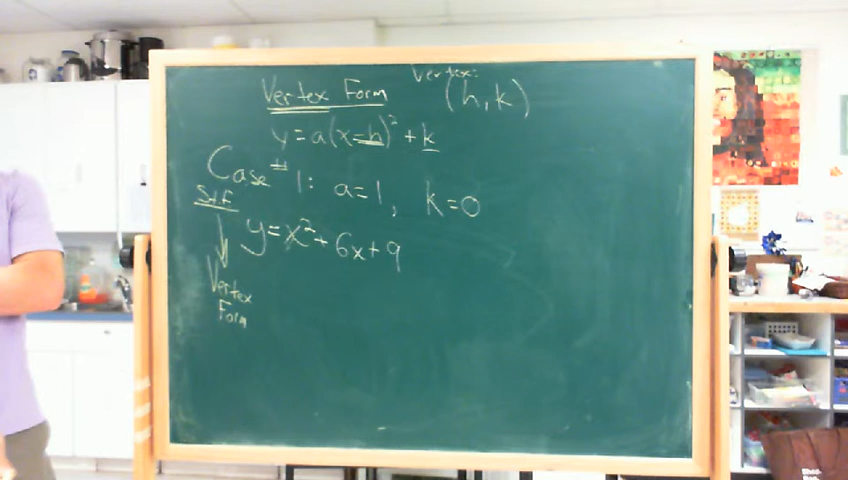 Vertex Form
Vertex:
(h,k)
y=a(x-h)²+k
Case #1: a=1, k=0
Std F
y=x²+6x+9
Vertex
Form